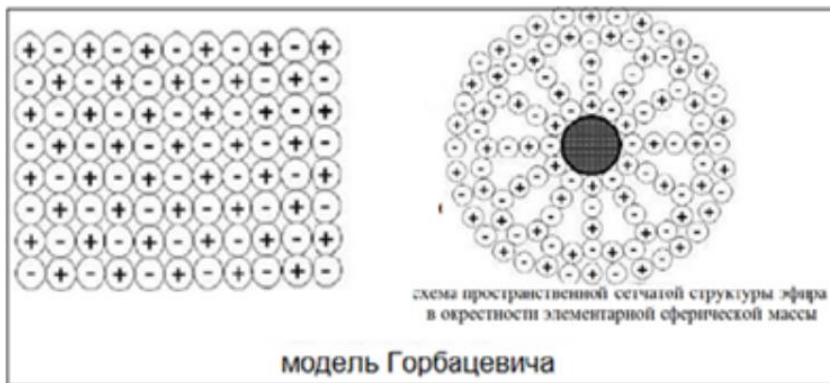 схема пространственной сетчатой структуры эфира
в окрестности элементарной сферической массы
модель Горбацевича